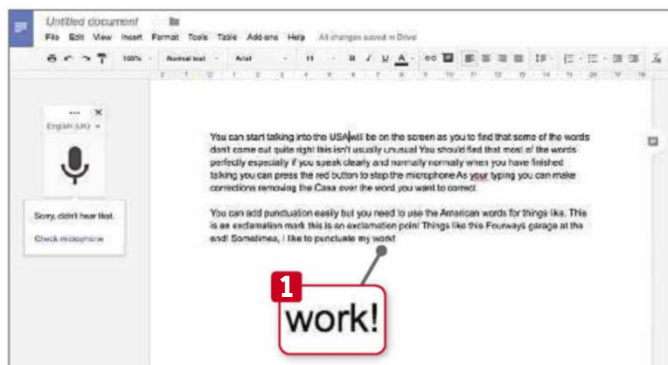 Untitled document
File Edit View Insert Format Tools Table Add-ons Help All changes saved in Drive
100% Normal text Arial 11 B I U A
English (UK)
You can start talking into the USA will be on the screen as you to find that some of the words
don't come out quite right this isn't usually unusual You should find that most of the words
perfectly especially if you speak clearly and normally normally when you have finished
talking you can press the red button to stop the microphone As your typing you can make
corrections removing the Casa over the word you want to correct
Sorry, didn't hear that.
Check microphone
You can add punctuation easily but you need to use the American words for things like. This
is an exclamation mark this is an exclamation point Things like this Fourways garage at the
end! Sometimes, I like to punctuate my work!
1
work!